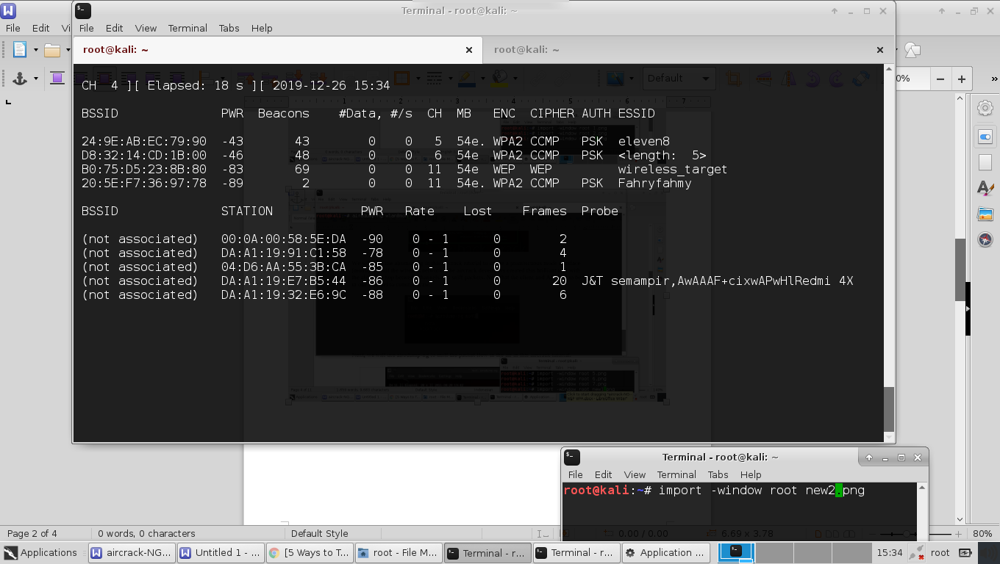 Terminal - root@kali: ~
File Edit Vi
File Edit View Terminal Tabs Help
root@kali: ~
root@kali: ~
Default
0%
CH 4 ][ Elapsed: 18 s ][ 2019-12-26 15:34
BSSID PWR Beacons #Data, #/s CH MB ENC CIPHER AUTH ESSID
24:9E:AB:EC:79:90 -43 43 0 0 5 54e. WPA2 CCMP PSK eleven8
D8:32:14:CD:1B:00 -46 48 0 0 6 54e WPA2 CCMP PSK <length: 5>
B0:75:D5:23:8B:80 -83 69 0 0 11 54e WEP WEP wireless_target
20:5E:F7:36:97:78 -89 2 0 0 11 54e. WPA2 CCMP PSK Fahryfahmy
BSSID STATION PWR Rate Lost Frames Probe
(not associated) 00:0A:00:58:5E:DA -90 0 - 1 0 2
(not associated) DA:A1:19:91:C1:58 -78 0 - 1 0 4
(not associated) 04:D6:AA:55:3B:CA -85 0 - 1 0 1
(not associated) DA:A1:19:E7:B5:44 -86 0 - 1 0 20 J&T semampir,AwAAAF+cixwAPwHlRedmi 4X
(not associated) DA:A1:19:32:E6:9C -88 0 - 1 0 6
Terminal - root@kali: ~
File Edit View Terminal Tabs Help
root@kali:~# import -window root new2.png
Page 2 of 4 0 words, 0 characters Default Style 0.00 / 0.00 6.69 x 3.78 80%
Applications aircrack-NG... Untitled 1 - ... [5 Ways to T... root - File M... Terminal - r... Terminal - r... Application ... 15:34 root